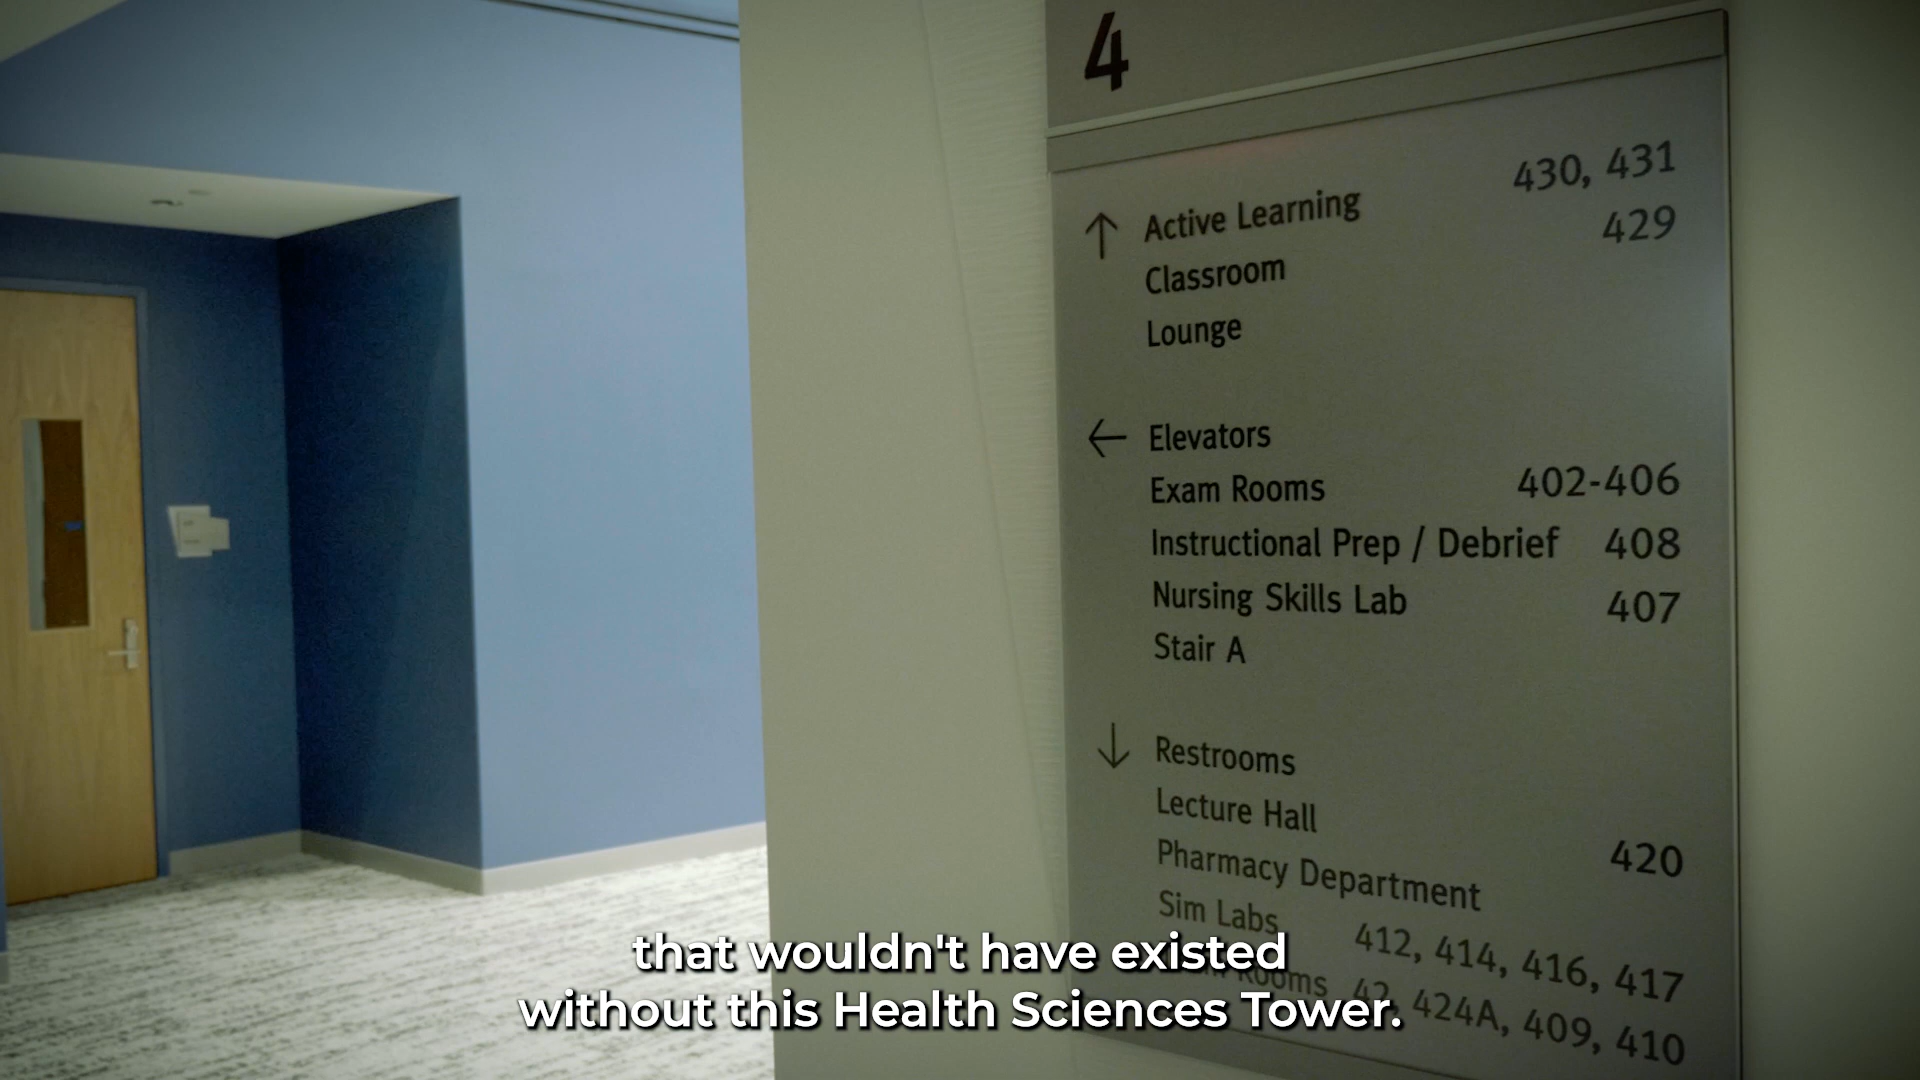 4
Active Learning 430, 431
Classroom 429
Lounge
Elevators
Exam Rooms 402-406
Instructional Prep / Debrief 408
Nursing Skills Lab 407
Stair A
Restrooms
Lecture Hall 420
Pharmacy Department
Sim Labs 412, 414, 416, 417
Rooms 424A, 409, 410
that wouldn't have existed
without this Health Sciences Tower.